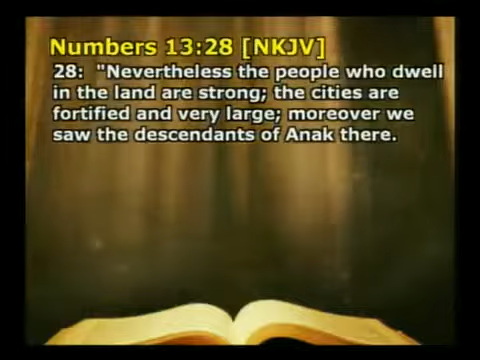 Numbers 13:28 [NKJV]
28: "Nevertheless the people who dwell
in the land are strong; the cities are
fortified and very large; moreover we
saw the descendants of Anak there.